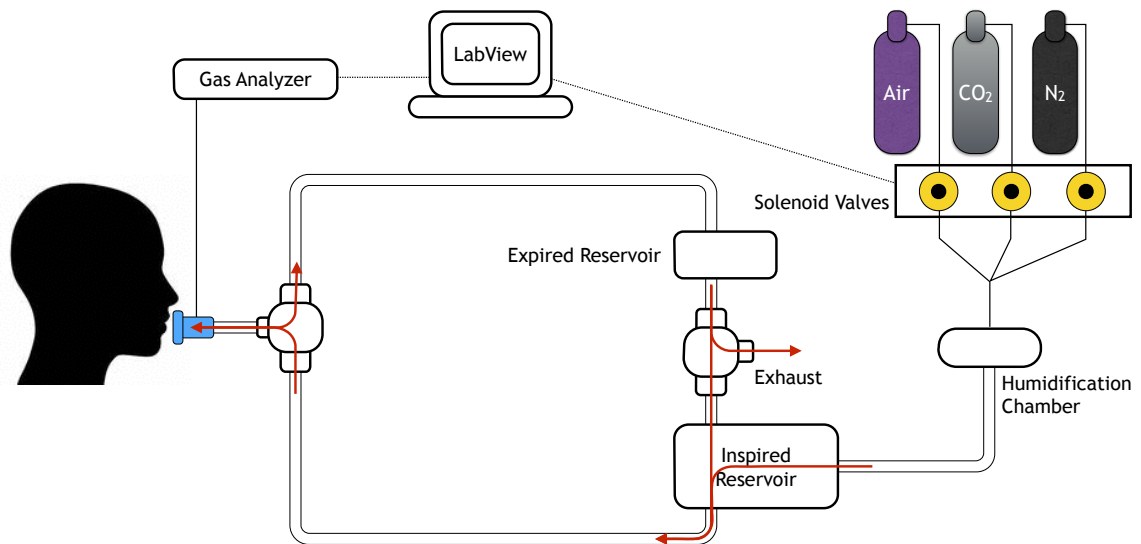 LabView
Gas Analyzer
Air
CO₂
N₂
Solenoid Valves
Expired Reservoir
Exhaust
Humidification
Chamber
Inspired
Reservoir